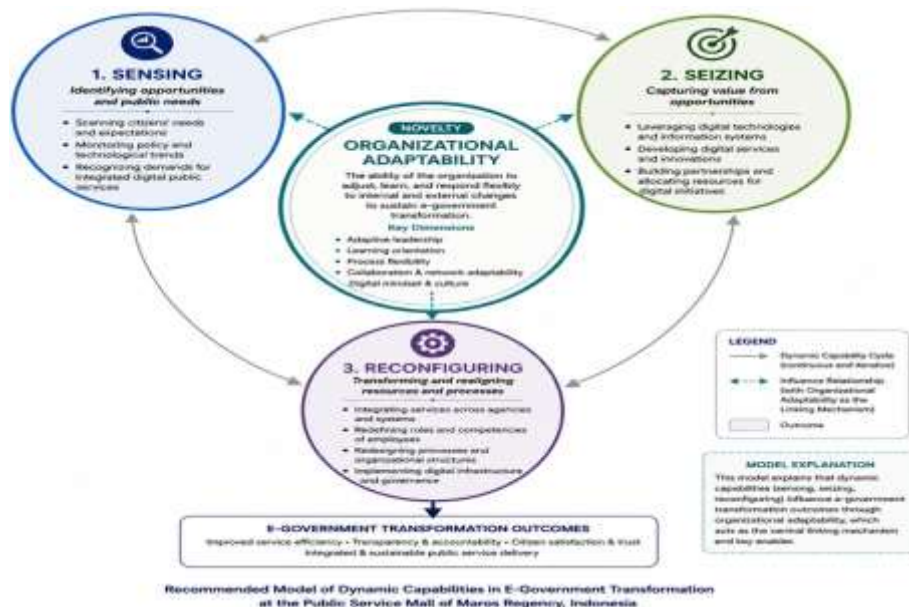 1. SENSING
Identifying opportunities
and public needs
• Scanning citizens' needs
and expectations
• Monitoring policy and
technological trends
• Recognizing demands for
integrated digital public
services
2. SEIZING
Capturing value from
opportunities
• Leveraging digital technologies
and information systems
• Developing digital services
and innovations
• Building partnerships and
allocating resources for
digital initiatives
NOVELTY
ORGANIZATIONAL
ADAPTABILITY
The ability of the organization to
adjust, learn, and respond flexibly
to internal and external changes
to sustain e-government
transformation.
Key Dimensions
• Adaptive leadership
• Learning orientation
• Process flexibility
• Collaboration & network adaptability
Digital mindset & culture
3. RECONFIGURING
Transforming and realigning
resources and processes
• Integrating services across agencies
and systems
• Redefining roles and competencies
of employees
• Redesigning processes and
organizational structures
• Implementing digital infrastructure
and governance
LEGEND
Dynamic Capability Cycle
(continuous and iterative)
Influence Relationship
(with Organizational
Adaptability as the
Linking Mechanism)
Outcome
MODEL EXPLANATION
This model explains that dynamic
capabilities (sensing, seizing,
reconfiguring) influence e-government
transformation outcomes through
organizational adaptability, which
acts as the central linking mechanism
and key enabler.
E-GOVERNMENT TRANSFORMATION OUTCOMES
Improved service efficiency • Transparency & accountability • Citizen satisfaction & trust
Integrated & sustainable public service delivery
Recommended Model of Dynamic Capabilities in E-Government Transformation
at the Public Service Mall of Maros Regency, Indonesia